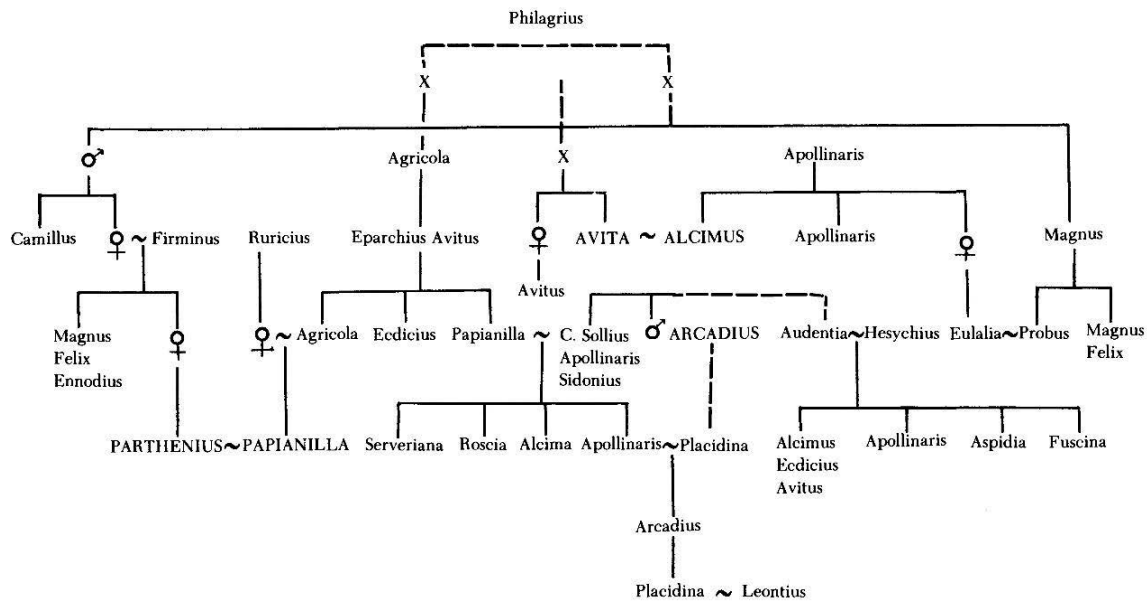 Philagrius
X X
Agricola X Apollinaris
Camillus ~ Firminus Ruricius Eparchius Avitus AVITA ~ ALCIMUS Apollinaris Magnus
Avitus
Magnus ~ Agricola Ecdicius Papianilla ~ C. Sollius ARCADIUS Audentia ~ Hesychius Eulalia ~ Probus Magnus
Felix Apollinaris Felix
Ennodius Sidonius
PARTHENIUS ~ PAPIANILLA Serveriana Roscia Alcima Apollinaris ~ Placidina Alcimus Apollinaris Aspidia Fuscina
Ecdicius
Avitus
Arcadius
Placidina ~ Leontius